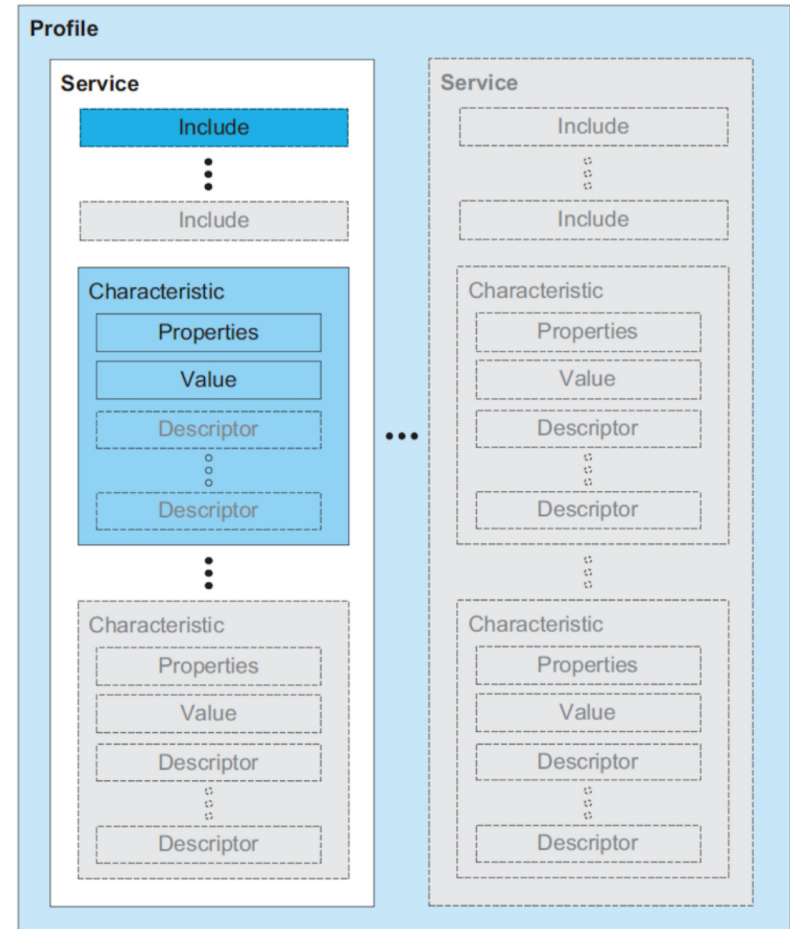 Profile
Service
Include
Include
Characteristic
Properties
Value
Descriptor
Descriptor
Characteristic
Properties
Value
Descriptor
Descriptor
Service
Include
Include
Characteristic
Properties
Value
Descriptor
Descriptor
Characteristic
Properties
Value
Descriptor
Descriptor